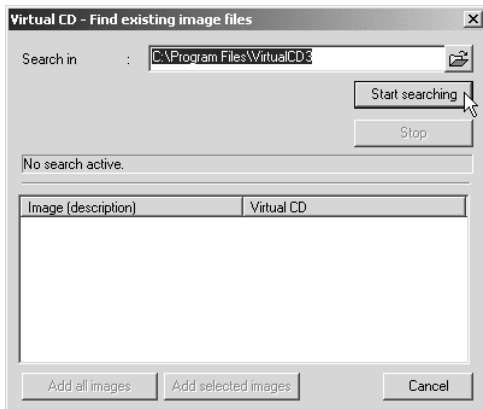 Virtual CD - Find existing image files
Search in : C:\Program Files\VirtualCD3
Start searching
Stop
No search active.
Image (description) Virtual CD
Add all images Add selected images Cancel